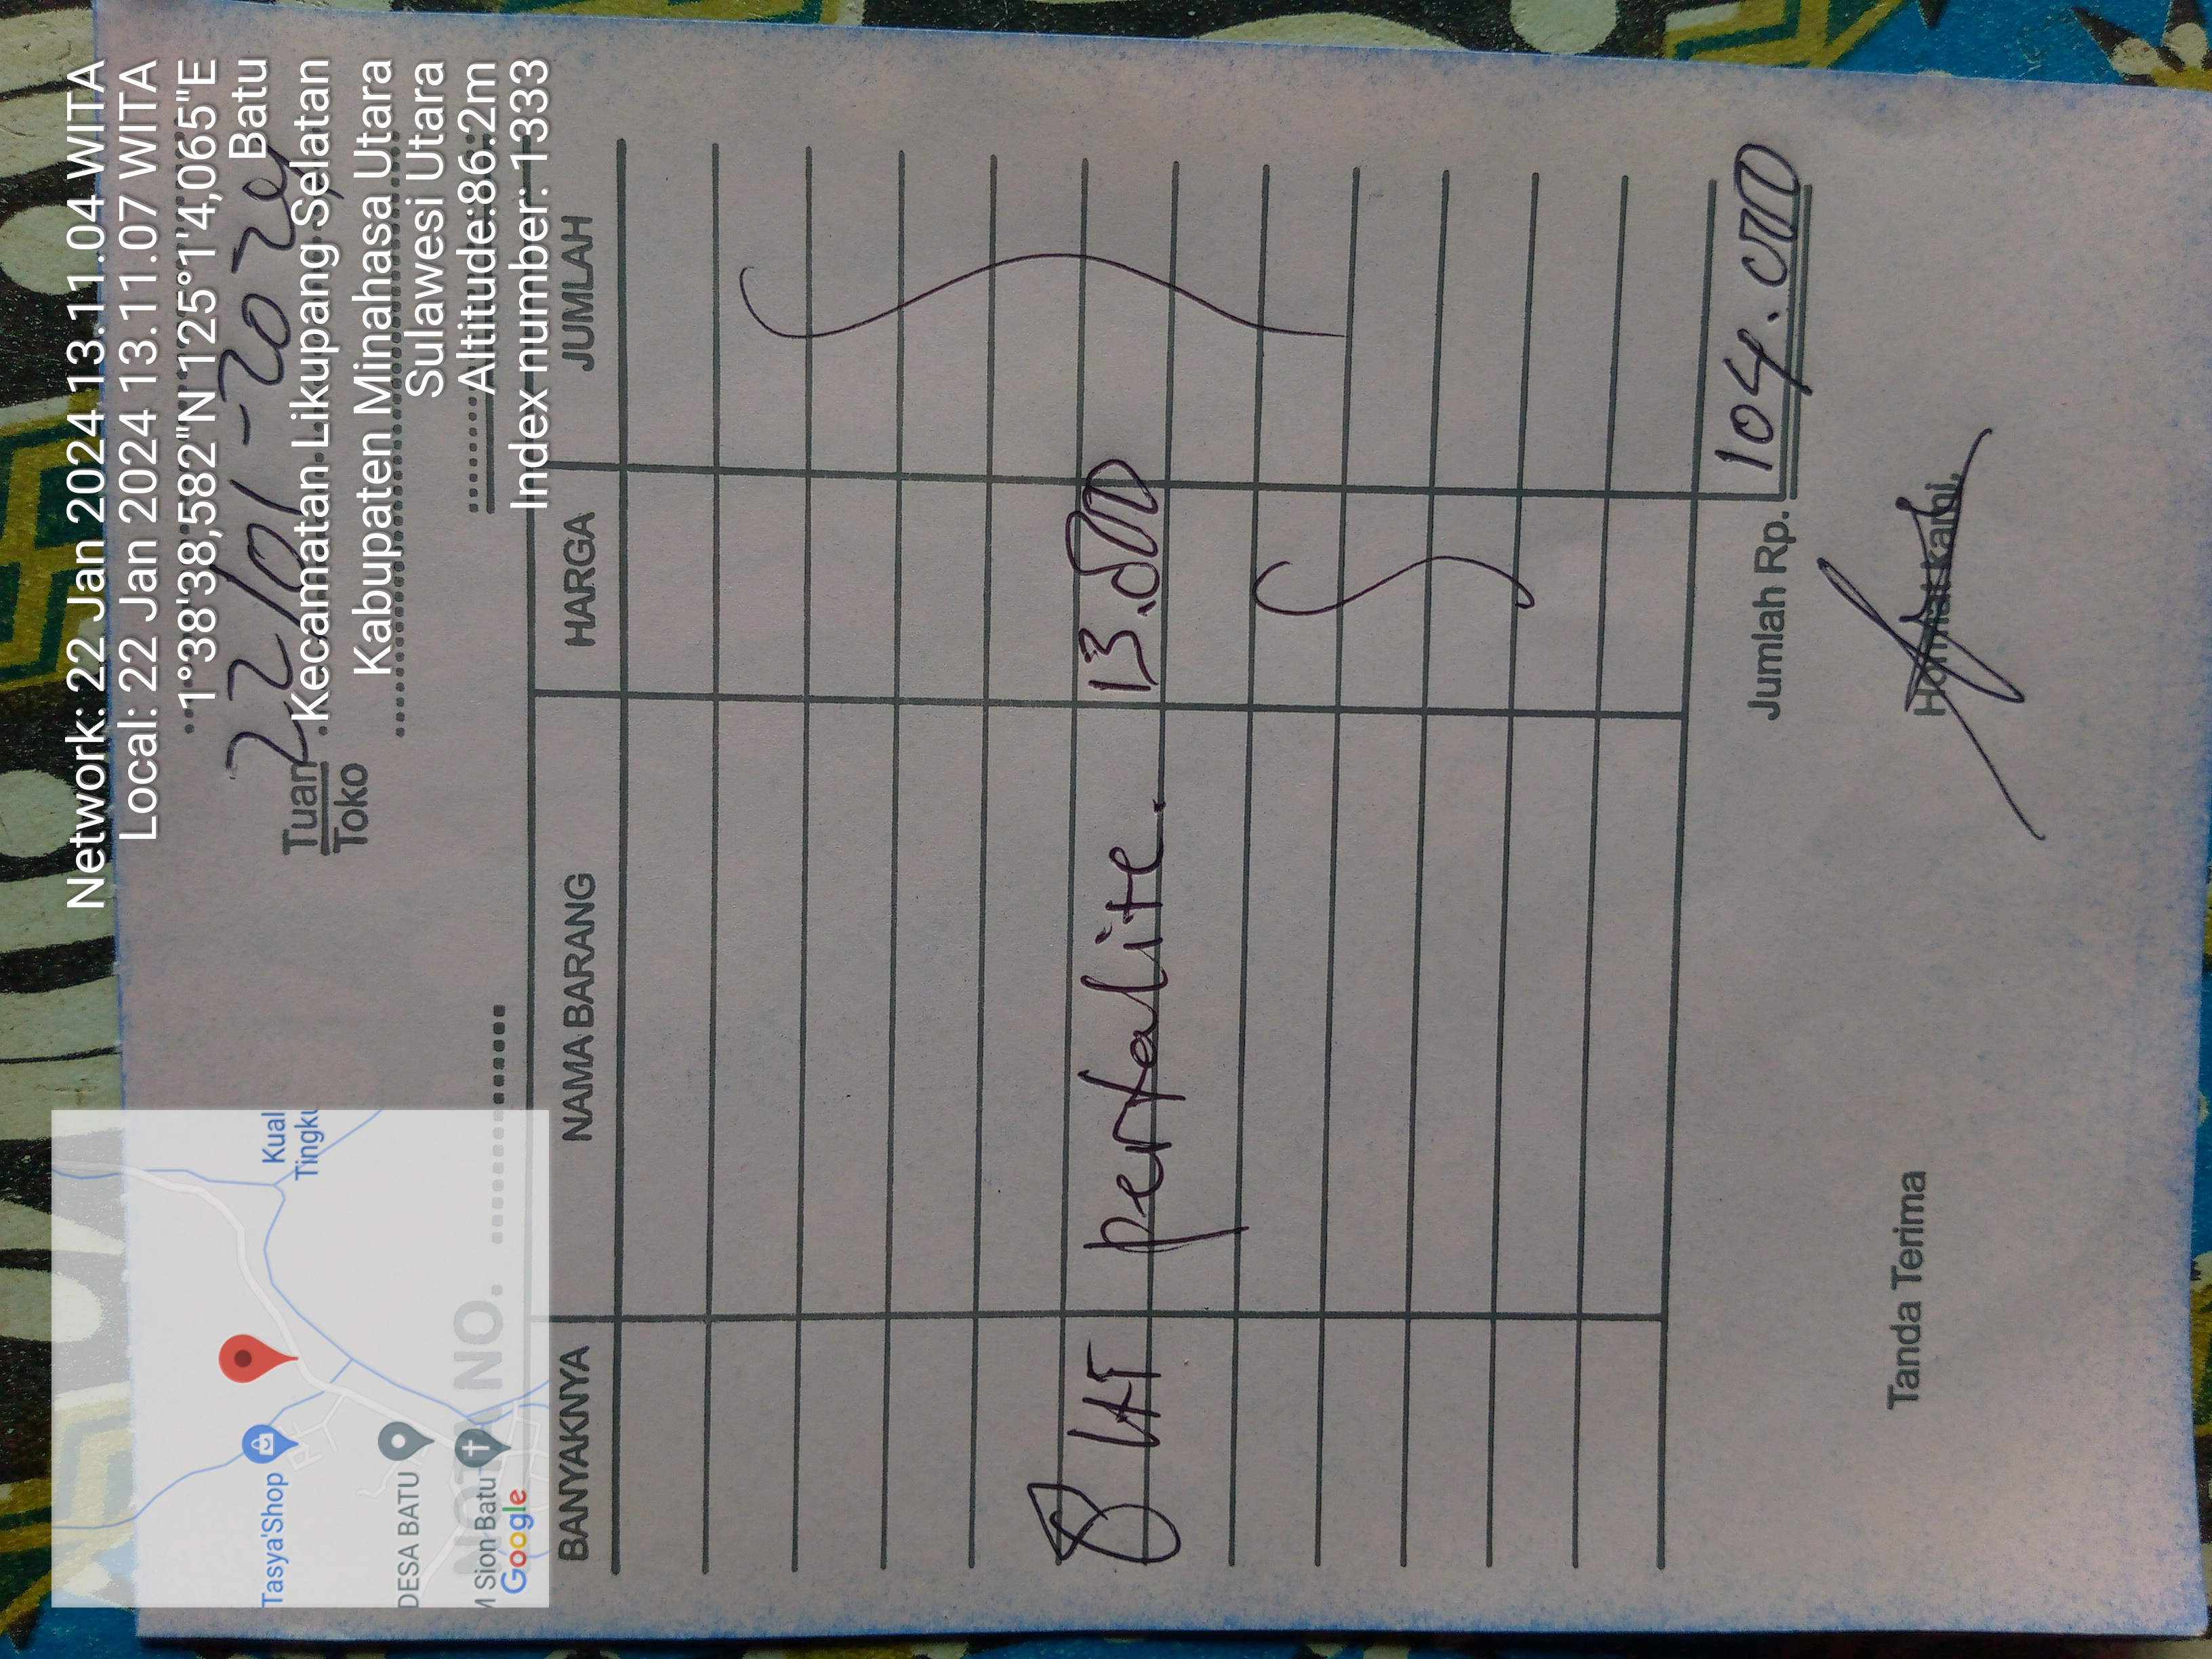 Network: 22 Jan 2024 13.11.04 WITA
Local: 22 Jan 2024 13.11.07 WITA
1°38'38,582"N 125°1'4,065"E
Batu
Kecamatan Likupang Selatan
Kabupaten Minahasa Utara
Sulawesi Utara
Altitude:86.2m
Index number: 1333
Kual
Tingku
Tasya'Shop
DESA BATU
M Sion Batu
Google
22/01-2024
Tuan
Toko
NOTA NO.
BANYAKNYA NAMA BARANG HARGA JUMLAH
8 Ltr pertalite. 13.000
Jumlah Rp. 104.000
Tanda Terima Hormat Kami,